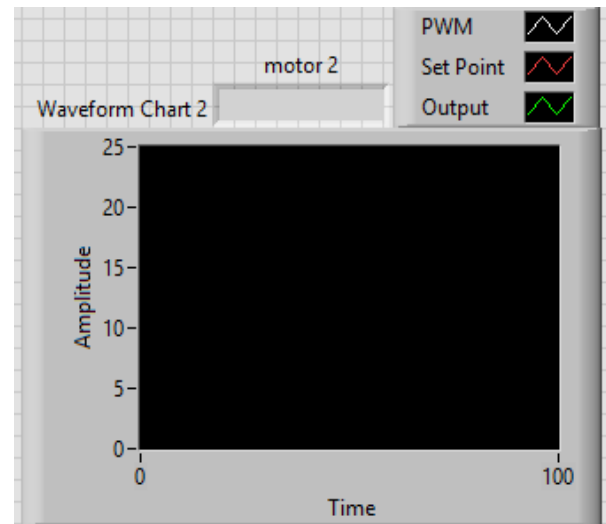 PWM
motor 2
Set Point
Waveform Chart 2
Output
25
20
15
10
5
0
Amplitude
0
100
Time